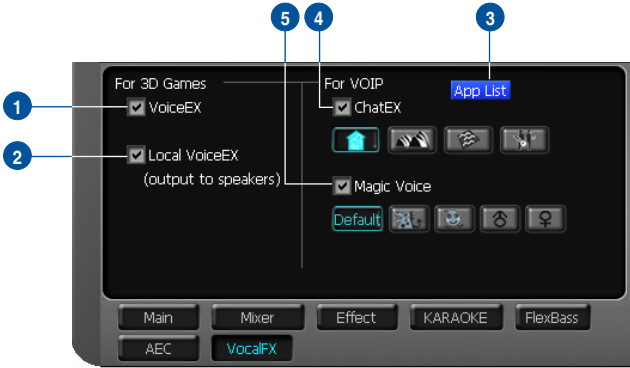 5 4 3
For 3D Games For VOIP
App List
1 VoiceEX ChatEX
2 Local VoiceEX
(output to speakers)
Magic Voice
Default
Main Mixer Effect KARAOKE FlexBass
AEC VocalFX